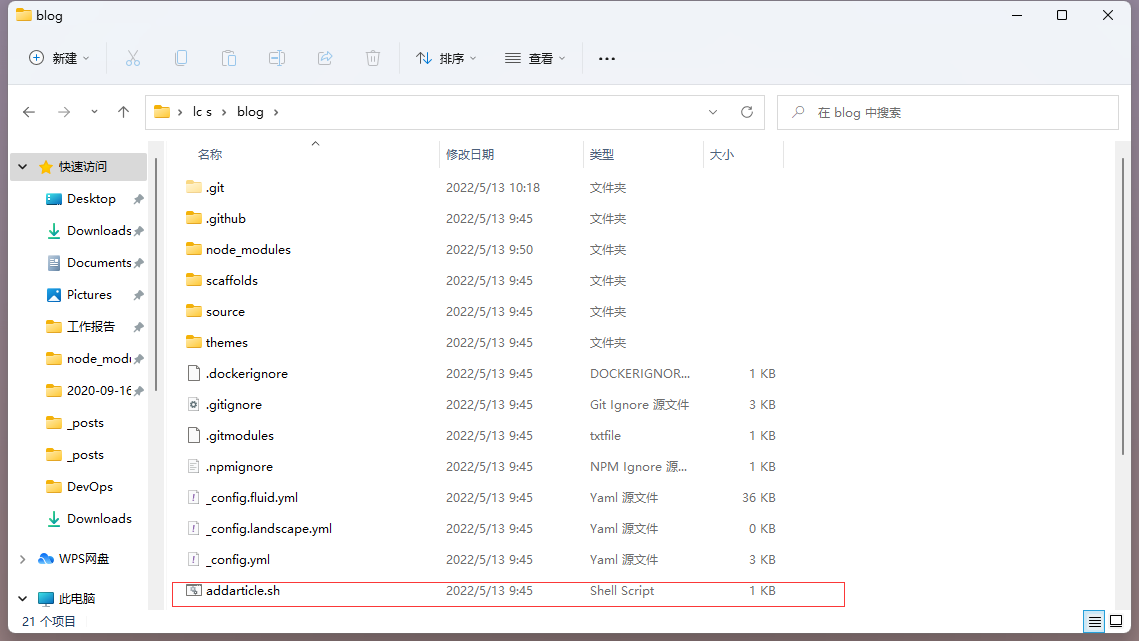 blog
新建
排序
查看
lc s
blog
在 blog 中搜索
快速访问
Desktop
Downloads
Documents
Pictures
工作报告
node_modu
2020-09-16
_posts
_posts
DevOps
Downloads
WPS网盘
此电脑
名称 修改日期 类型 大小
.git 2022/5/13 10:18 文件夹
.github 2022/5/13 9:45 文件夹
node_modules 2022/5/13 9:50 文件夹
scaffolds 2022/5/13 9:45 文件夹
source 2022/5/13 9:45 文件夹
themes 2022/5/13 9:45 文件夹
.dockerignore 2022/5/13 9:45 DOCKERIGNOR... 1 KB
.gitignore 2022/5/13 9:45 Git Ignore 源文件 3 KB
.gitmodules 2022/5/13 9:45 txtfile 1 KB
.npmignore 2022/5/13 9:45 NPM Ignore 源... 1 KB
_config.fluid.yml 2022/5/13 9:45 Yaml 源文件 36 KB
_config.landscape.yml 2022/5/13 9:45 Yaml 源文件 0 KB
_config.yml 2022/5/13 9:45 Yaml 源文件 3 KB
addarticle.sh 2022/5/13 9:45 Shell Script 1 KB
21 个项目